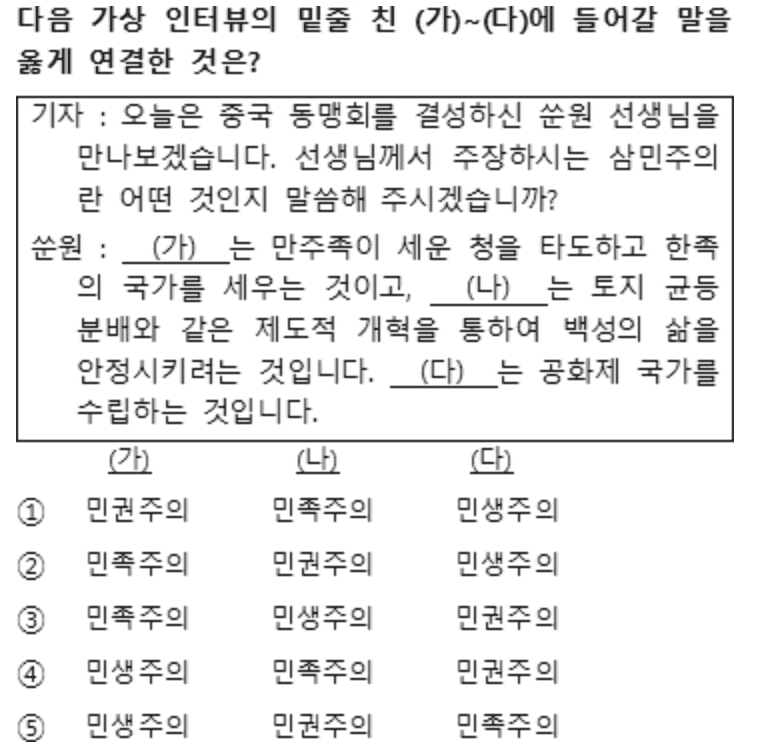 다음 가상 인터뷰의 밑줄 친 (가)~(다)에 들어갈 말을
옳게 연결한 것은?
기자 : 오늘은 중국 동맹회를 결성하신 쑨원 선생님을
만나보겠습니다. 선생님께서 주장하시는 삼민주의
란 어떤 것인지 말씀해 주시겠습니까?
쑨원 : (가) 는 만주족이 세운 청을 타도하고 한족
의 국가를 세우는 것이고, (나) 는 토지 균등
분배와 같은 제도적 개혁을 통하여 백성의 삶을
안정시키려는 것입니다. (다) 는 공화제 국가를
수립하는 것입니다.
(가) (나) (다)
① 민권주의 민족주의 민생주의
② 민족주의 민권주의 민생주의
③ 민족주의 민생주의 민권주의
④ 민생주의 민족주의 민권주의
⑤ 민생주의 민권주의 민족주의